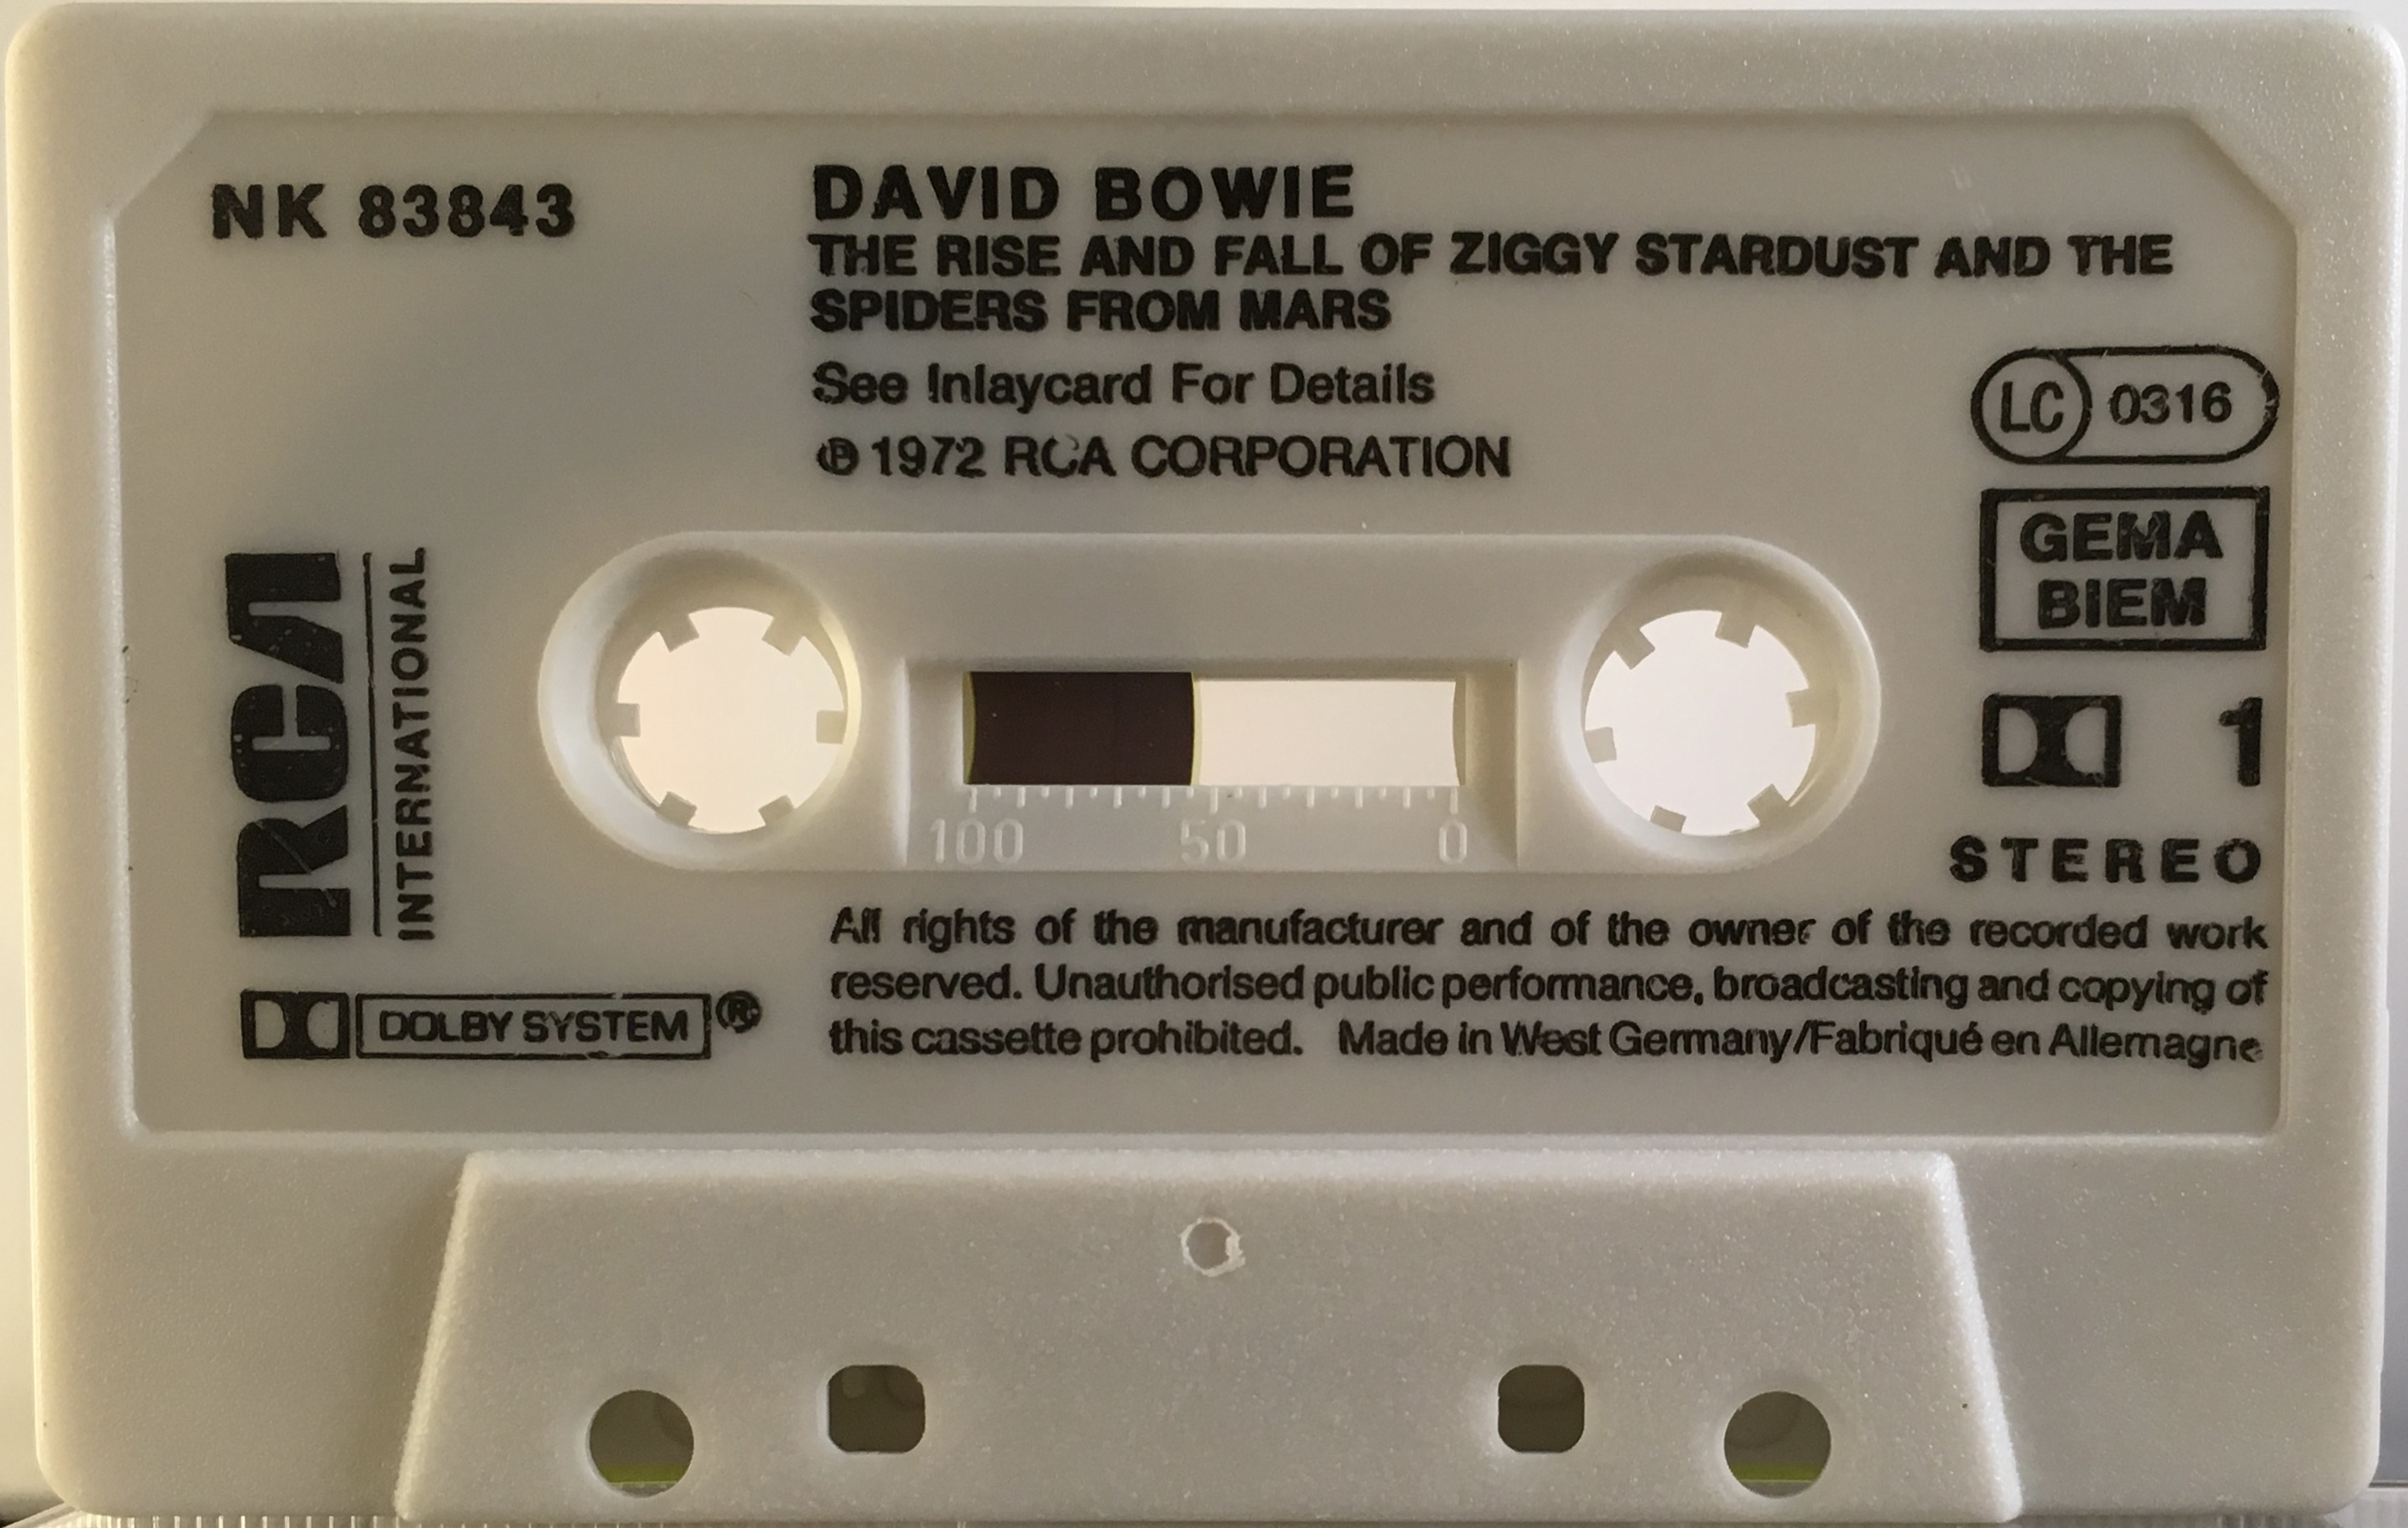 NK 83843
DAVID BOWIE
THE RISE AND FALL OF ZIGGY STARDUST AND THE
SPIDERS FROM MARS
See Inlaycard For Details
℗ 1972 RCA CORPORATION
LC 0316
GEMA
BIEM
1
STEREO
RCA
INTERNATIONAL
100 50 0
DOLBY SYSTEM ®
All rights of the manufacturer and of the owner of the recorded work
reserved. Unauthorised public performance, broadcasting and copying of
this cassette prohibited. Made in West Germany/Fabriqué en Allemagne